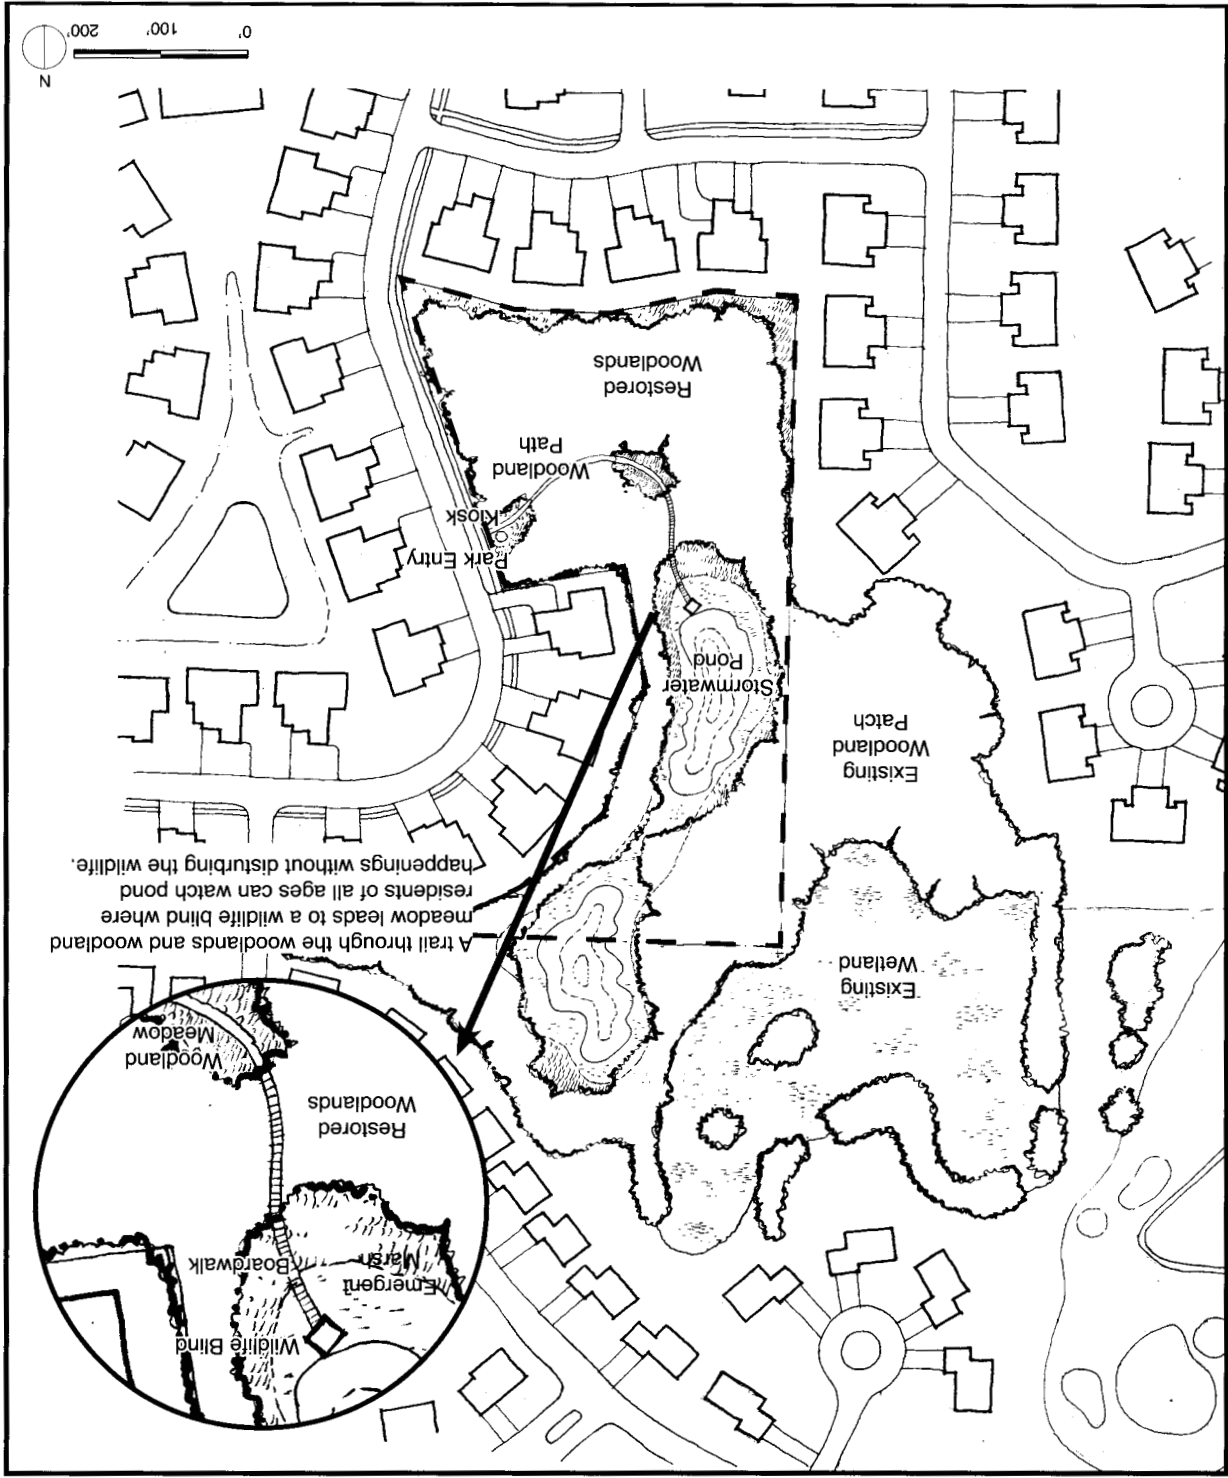 Wildlife Blind
Emergent
Marsh
Boardwalk
Restored
Woodlands
Woodland
Meadow
Existing
Wetland
A trail through the woodlands and woodland
meadow leads to a wildlife blind where
residents of all ages can watch pond
happenings without disturbing the wildlife.
Existing
Woodland
Patch
Stormwater
Pond
Park Entry
Kiosk
Woodland
Path
Restored
Woodlands
N
0' 100' 200'